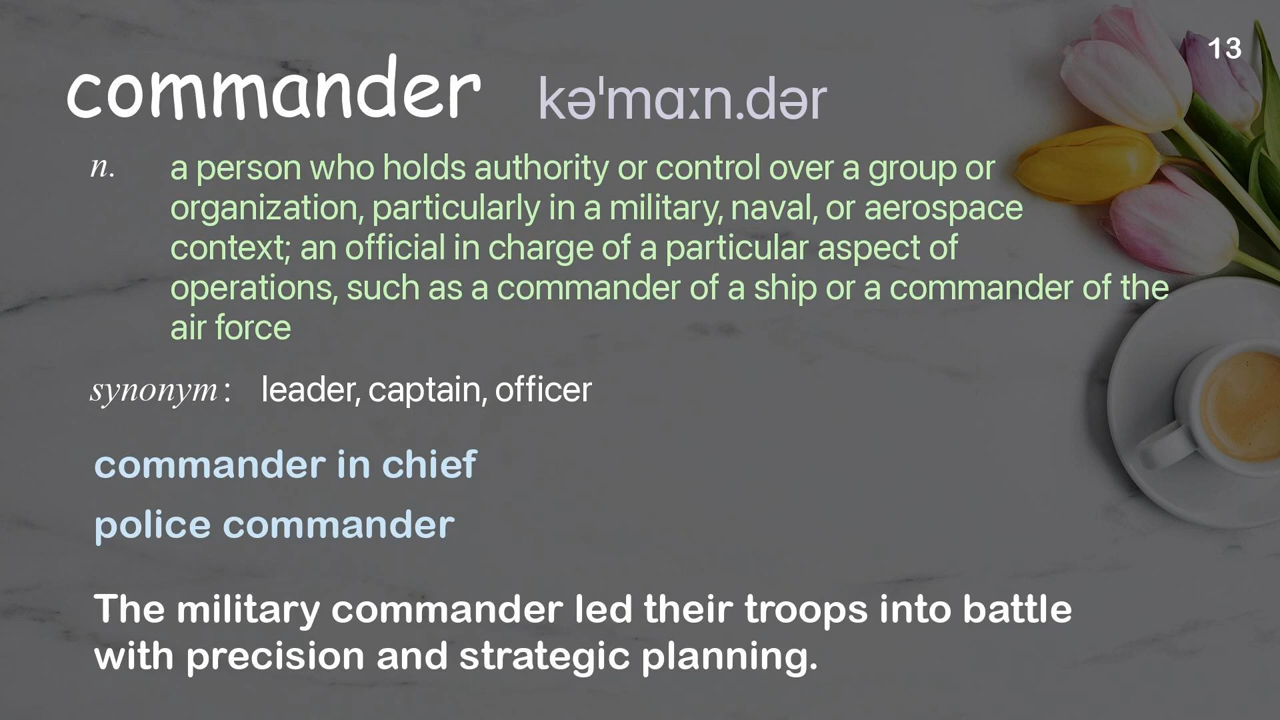 13
commander kəˈmɑːn.dər
n. a person who holds authority or control over a group or
organization, particularly in a military, naval, or aerospace
context; an official in charge of a particular aspect of
operations, such as a commander of a ship or a commander of the
air force
synonym: leader, captain, officer
commander in chief
police commander
The military commander led their troops into battle
with precision and strategic planning.